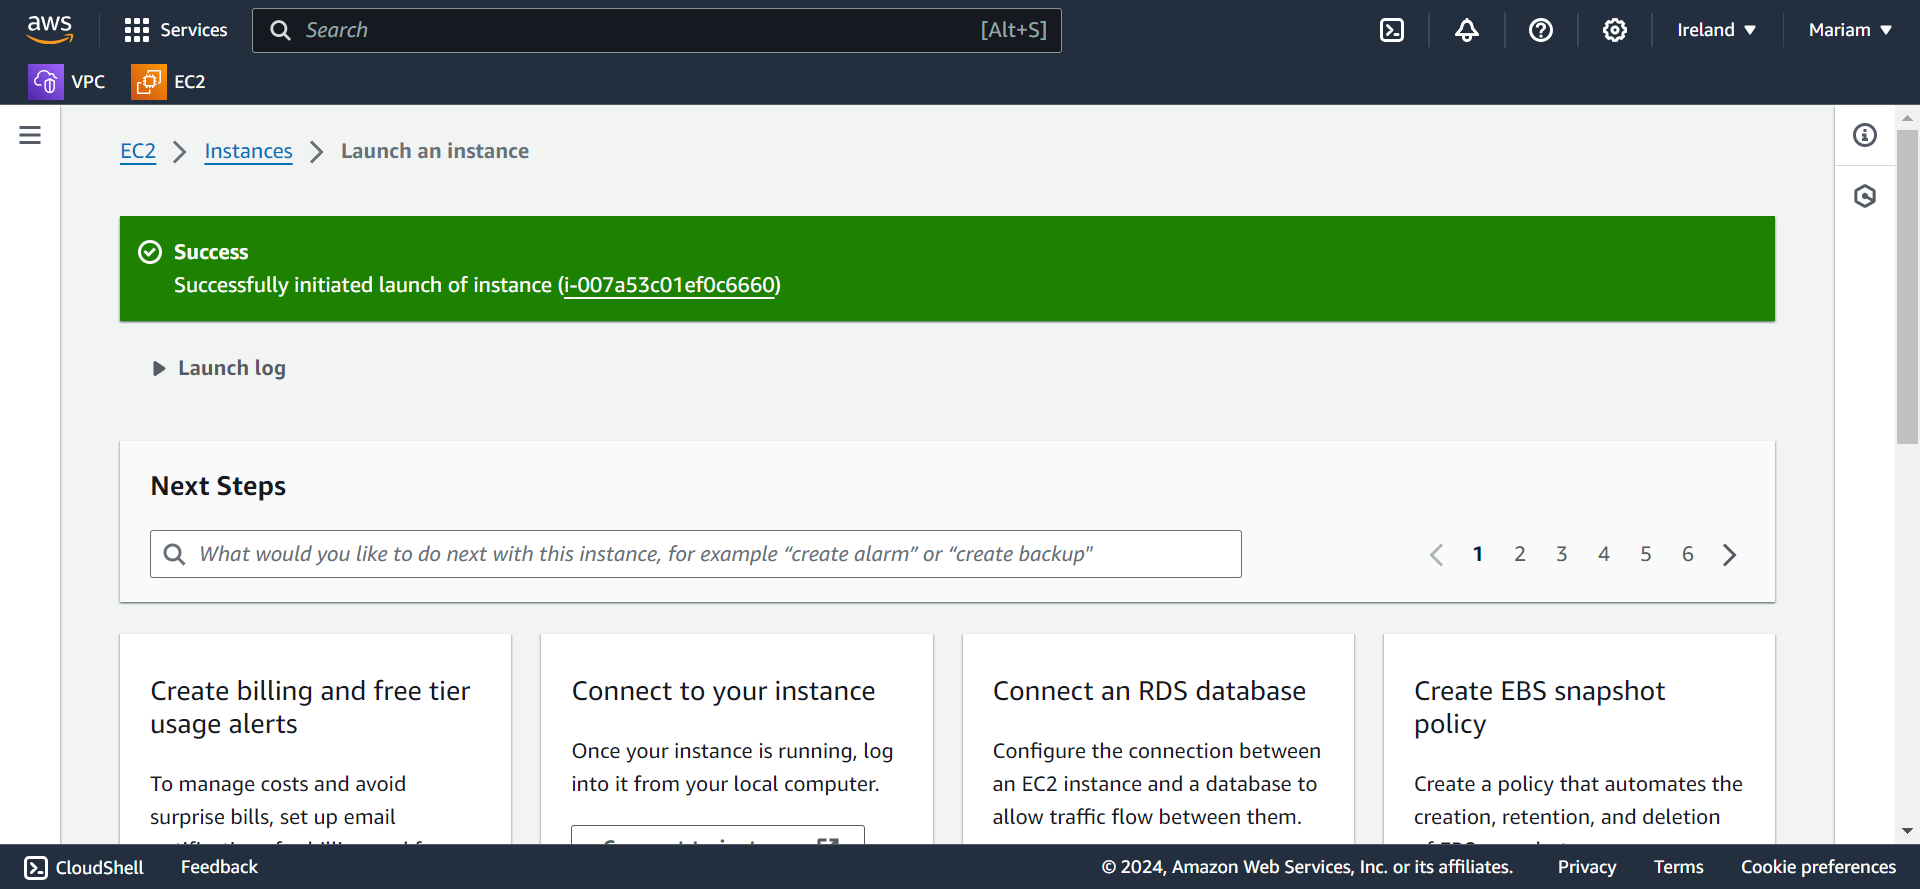 aws
Services
Search
[Alt+S]
Ireland
Mariam
VPC
EC2
EC2
Instances
Launch an instance
Success
Successfully initiated launch of instance (i-007a53c01ef0c6660)
Launch log
Next Steps
What would you like to do next with this instance, for example “create alarm” or “create backup"
1 2 3 4 5 6
Create billing and free tier
usage alerts
To manage costs and avoid
surprise bills, set up email
Connect to your instance
Once your instance is running, log
into it from your local computer.
Connect an RDS database
Configure the connection between
an EC2 instance and a database to
allow traffic flow between them.
Create EBS snapshot
policy
Create a policy that automates the
creation, retention, and deletion
CloudShell
Feedback
© 2024, Amazon Web Services, Inc. or its affiliates.
Privacy
Terms
Cookie preferences